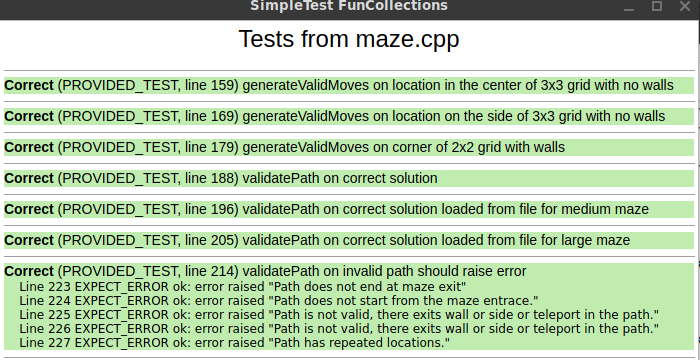 SimpleTest FunCollections
Tests from maze.cpp
Correct (PROVIDED_TEST, line 159) generateValidMoves on location in the center of 3x3 grid with no walls
Correct (PROVIDED_TEST, line 169) generateValidMoves on location on the side of 3x3 grid with no walls
Correct (PROVIDED_TEST, line 179) generateValidMoves on corner of 2x2 grid with walls
Correct (PROVIDED_TEST, line 188) validatePath on correct solution
Correct (PROVIDED_TEST, line 196) validatePath on correct solution loaded from file for medium maze
Correct (PROVIDED_TEST, line 205) validatePath on correct solution loaded from file for large maze
Correct (PROVIDED_TEST, line 214) validatePath on invalid path should raise error
Line 223 EXPECT_ERROR ok: error raised "Path does not end at maze exit"
Line 224 EXPECT_ERROR ok: error raised "Path does not start from the maze entrace."
Line 225 EXPECT_ERROR ok: error raised "Path is not valid, there exits wall or side or teleport in the path."
Line 226 EXPECT_ERROR ok: error raised "Path is not valid, there exits wall or side or teleport in the path."
Line 227 EXPECT_ERROR ok: error raised "Path has repeated locations."